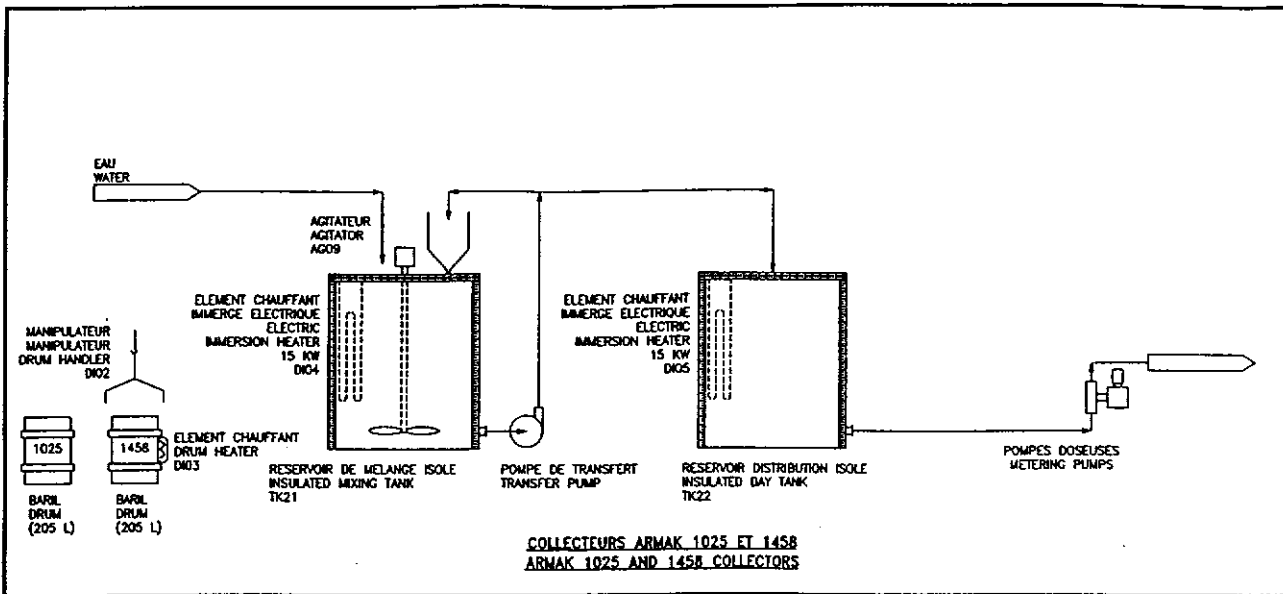 EAU
WATER
AGITATEUR
AGITATOR
AG09
ELEMENT CHAUFFANT
IMMERGE ELECTRIQUE
ELECTRIC
IMMERSION HEATER
15 KW
DI04
ELEMENT CHAUFFANT
IMMERGE ELECTRIQUE
ELECTRIC
IMMERSION HEATER
15 KW
DI05
MANIPULATEUR
MANIPULATEUR
DRUM HANDLER
DI02
1025
1458
ELEMENT CHAUFFANT
DRUM HEATER
DI03
BARIL
DRUM
(205 L)
BARIL
DRUM
(205 L)
RESERVOIR DE MELANGE ISOLE
INSULATED MIXING TANK
TK21
POMPE DE TRANSFERT
TRANSFER PUMP
RESERVOIR DISTRIBUTION ISOLE
INSULATED DAY TANK
TK22
POMPES DOSEUSES
METERING PUMPS
COLLECTEURS ARMAK 1025 ET 1458
ARMAK 1025 AND 1458 COLLECTORS